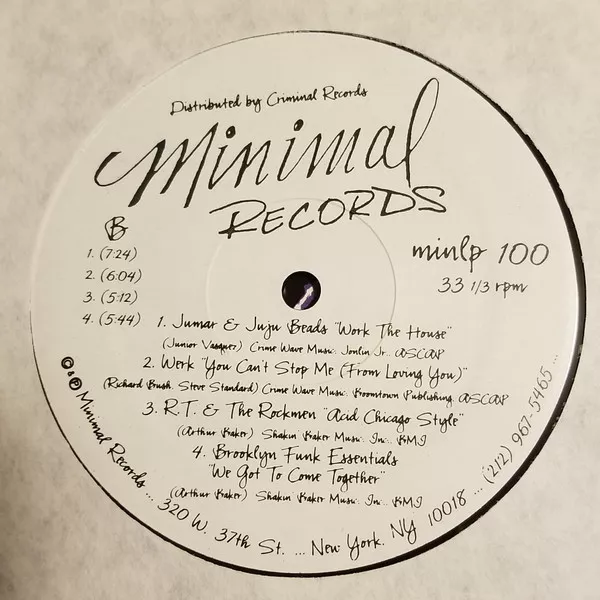 Distributed by Criminal Records
Minimal
RECORDS
B
1. (7:24)
2. (6:04)
3. (5:12)
4. (5:44)
minlp 100
33 1/3 rpm
1. Jumar & Juju Beads "Work The House"
(Junior Vasquez) Crime Wave Music. Jonlin Jr.. ASCAP
2. Werk "You Can't Stop Me (From Loving You)"
(Richard Bush. Steve Standard) Crime Wave Music. Boomtown Publishing. ASCAP
3. R.T. & The Rockmen "Acid Chicago Style"
(Arthur Baker) Shakin' Baker Music. Inc.. BMI
4. Brooklyn Funk Essentials
"We Got To Come Together"
(Arthur Baker) Shakin' Baker Music. Inc.. BMI
© & ℗ Minimal Records ... 320 W. 37th St. ... New York. NY 10018 ... (212) 967-5465 ...